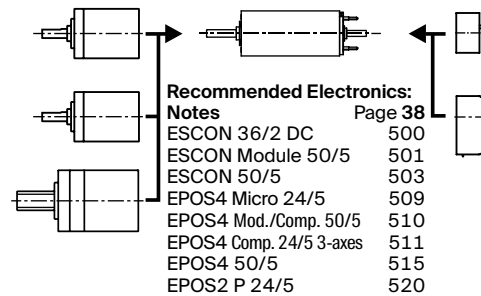 Recommended Electronics:
Notes Page 38
ESCON 36/2 DC 500
ESCON Module 50/5 501
ESCON 50/5 503
EPOS4 Micro 24/5 509
EPOS4 Mod./Comp. 50/5 510
EPOS4 Comp. 24/5 3-axes 511
EPOS4 50/5 515
EPOS2 P 24/5 520